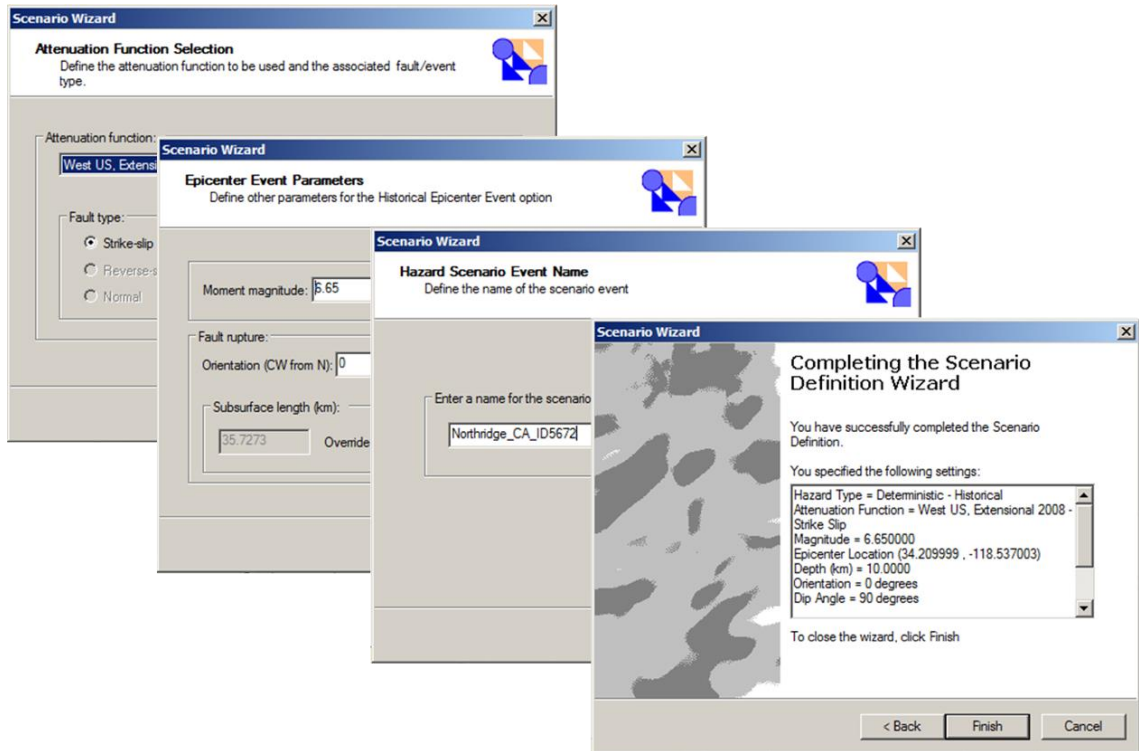 Scenario Wizard
Attenuation Function Selection
Define the attenuation function to be used and the associated fault/event
type.
Attenuation function:
West US, Extensi
Fault type:
Strike-slip
Reverse-s
Normal
Scenario Wizard
Epicenter Event Parameters
Define other parameters for the Historical Epicenter Event option
Moment magnitude: 6.65
Fault rupture:
Orientation (CW from N): 0
Subsurface length (km):
35.7273 Override
Scenario Wizard
Hazard Scenario Event Name
Define the name of the scenario event
Enter a name for the scenario
Northridge_CA_ID5672
Scenario Wizard
Completing the Scenario
Definition Wizard
You have successfully completed the Scenario
Definition.
You specified the following settings:
Hazard Type = Deterministic - Historical
Attenuation Function = West US, Extensional 2008 -
Strike Slip
Magnitude = 6.650000
Epicenter Location (34.209999 , -118.537003)
Depth (km) = 10.0000
Orientation = 0 degrees
Dip Angle = 90 degrees
To close the wizard, click Finish
< Back Finish Cancel